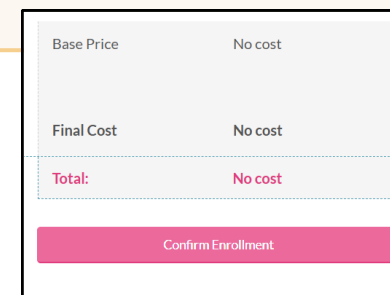 Base Price No cost
Final Cost No cost
Total: No cost
Confirm Enrollment